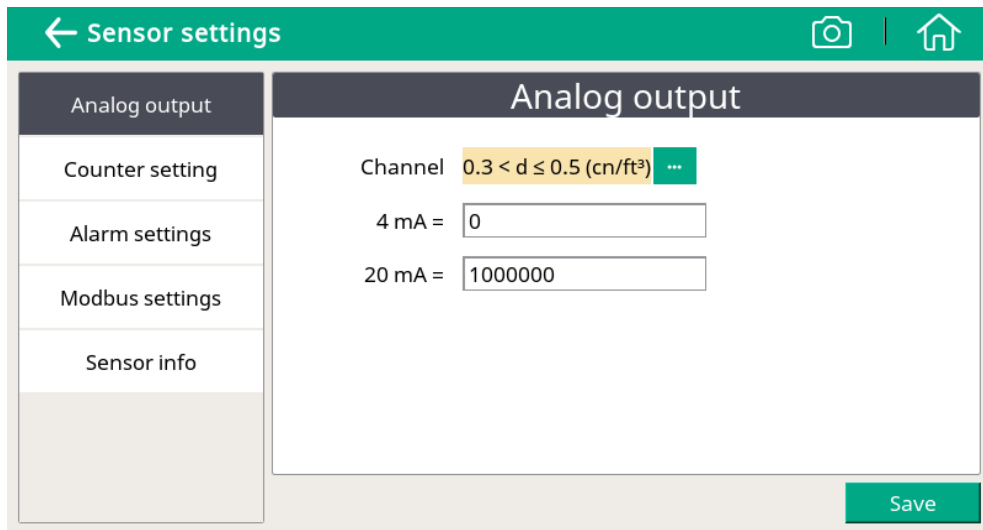 Sensor settings
Analog output
Counter setting
Alarm settings
Modbus settings
Sensor info
Analog output
Channel 0.3 < d ≤ 0.5 (cn/ft³) ...
4 mA = 0
20 mA = 1000000
Save